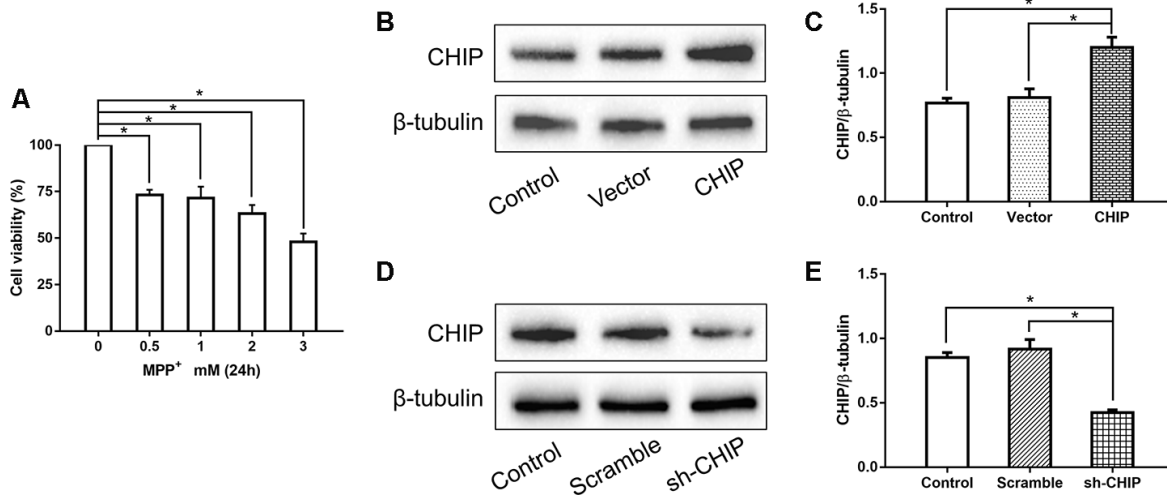 A
*
*
*
*
100
75
50
25
0
Cell viability (%)
0 0.5 1 2 3
MPP+ mM (24h)
B
CHIP
β-tubulin
Control Vector CHIP
C
*
*
1.5
1.0
0.5
0.0
CHIP/β-tubulin
Control Vector CHIP
D
CHIP
β-tubulin
Control Scramble sh-CHIP
E
*
*
1.5
1.0
0.5
0.0
CHIP/β-tubulin
Control Scramble sh-CHIP